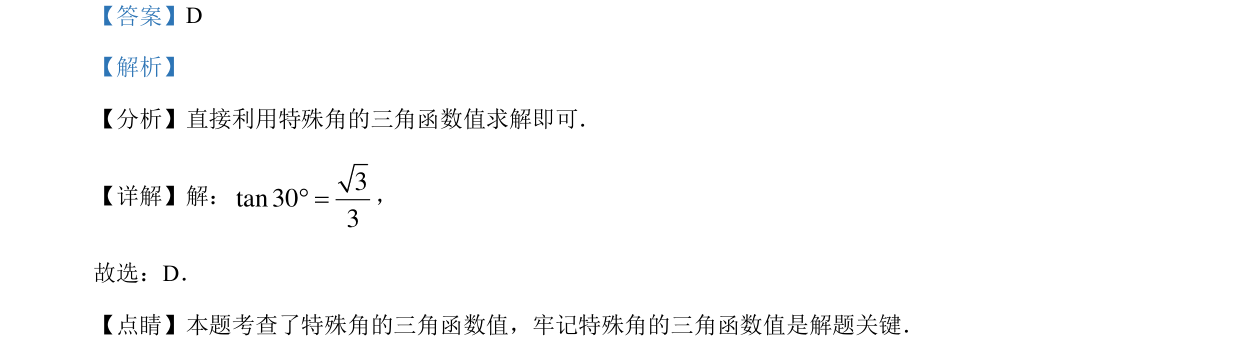 【答案】D
【解析】
【分析】直接利用特殊角的三角函数值求解即可．
【详解】解：tan 30° = √3/3，
故选：D．
【点睛】本题考查了特殊角的三角函数值，牢记特殊角的三角函数值是解题关键．